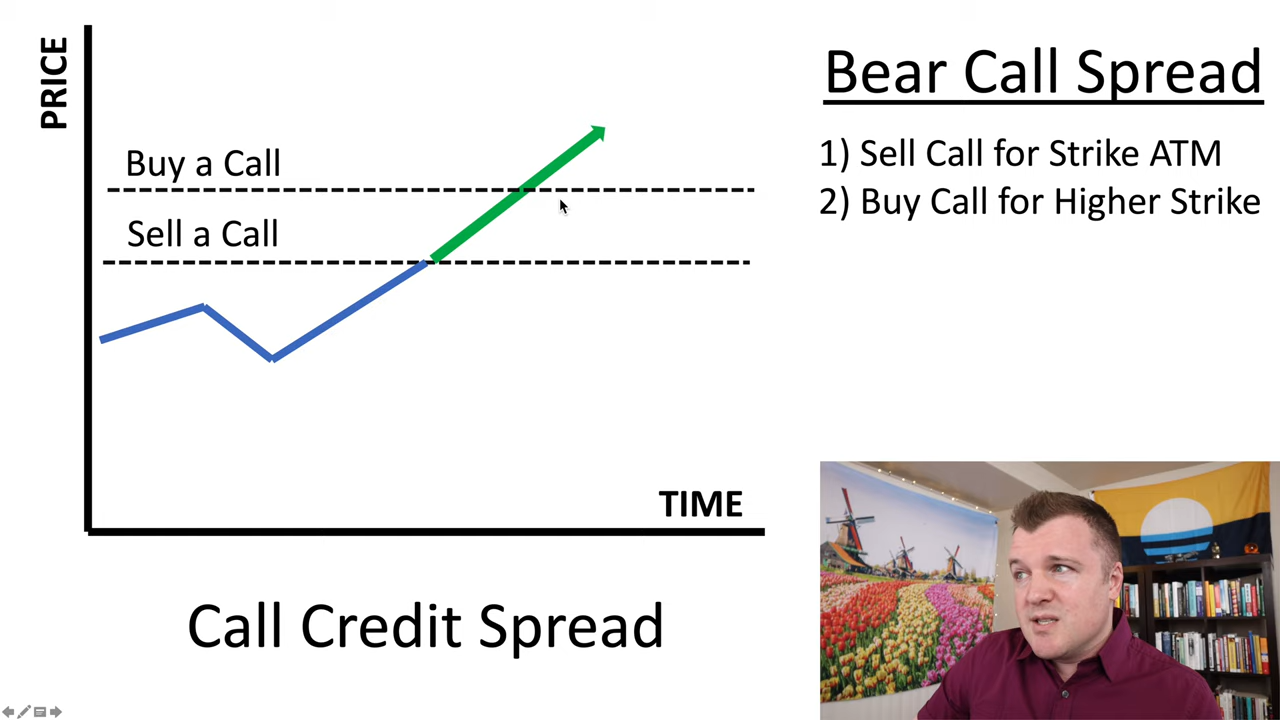 PRICE
Buy a Call
Sell a Call
TIME
Call Credit Spread
Bear Call Spread
1) Sell Call for Strike ATM
2) Buy Call for Higher Strike